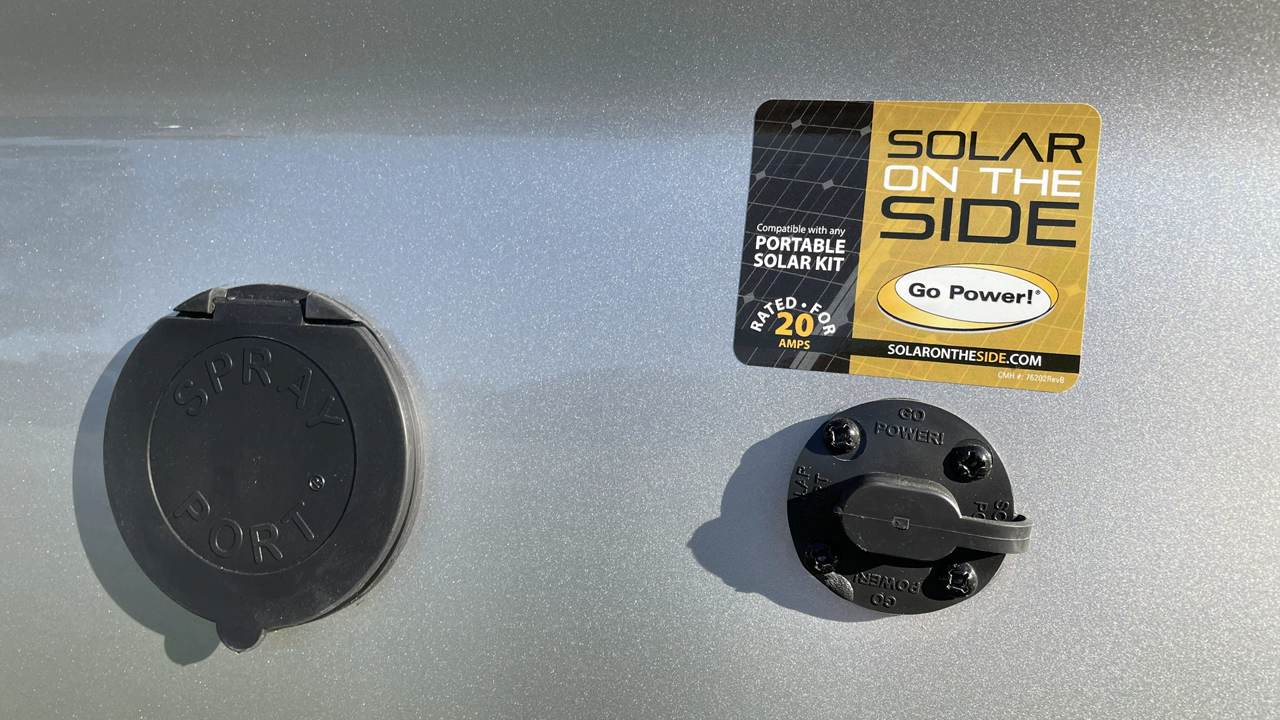 SPRAY
PORT®
SOLAR
ON THE
SIDE
Compatible with any
PORTABLE
SOLAR KIT
RATED • FOR
20
AMPS
Go Power!®
SOLARONTHESIDE.COM
CMH #: 76202RevB
GO
POWER!
GO
POWER!